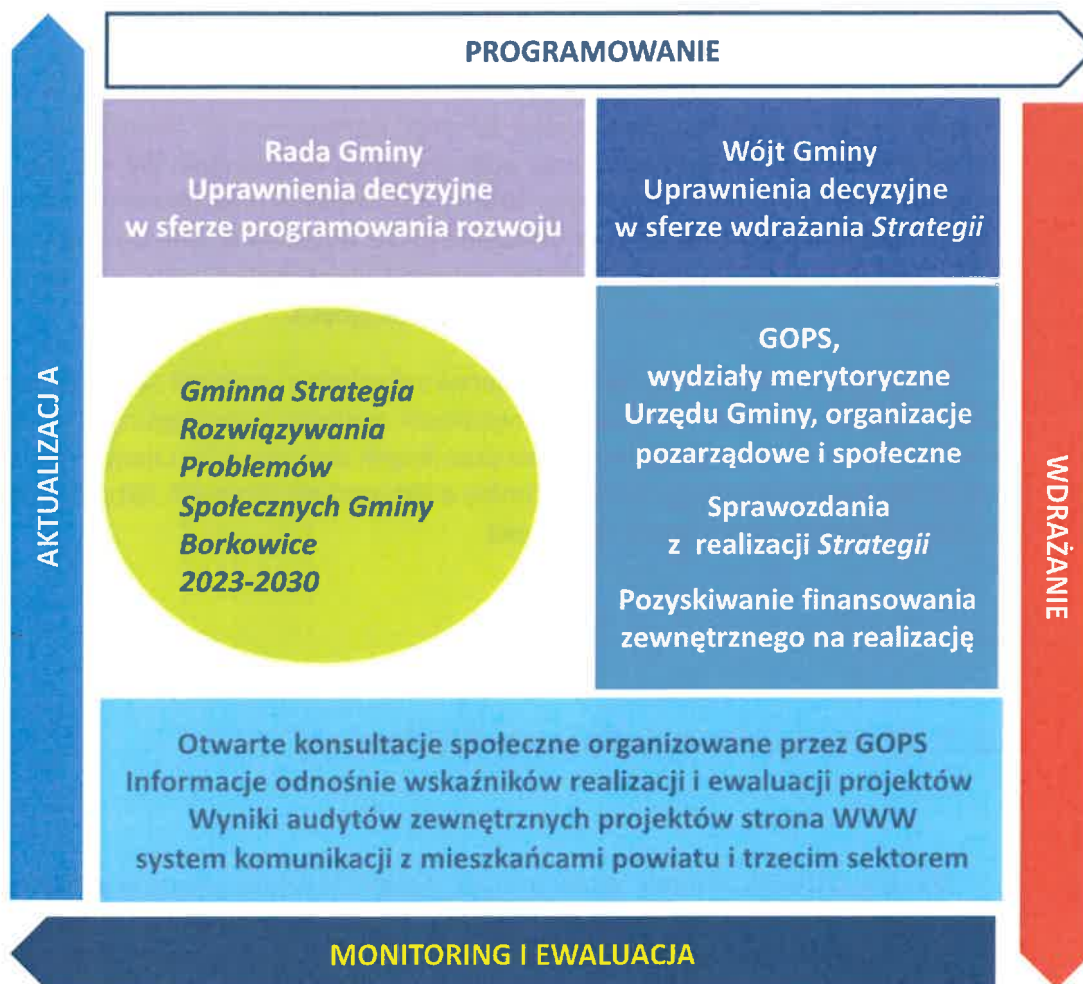 PROGRAMOWANIE
Rada Gminy
Uprawnienia decyzyjne
w sferze programowania rozwoju
Wójt Gminy
Uprawnienia decyzyjne
w sferze wdrażania Strategii
AKTUALIZACJ A
Gminna Strategia
Rozwiązywania
Problemów
Społecznych Gminy
Borkowice
2023-2030
GOPS,
wydziały merytoryczne
Urzędu Gminy, organizacje
pozarządowe i społeczne
Sprawozdania
z realizacji Strategii
Pozyskiwanie finansowania
zewnętrznego na realizację
WDRAŻANIE
Otwarte konsultacje społeczne organizowane przez GOPS
Informacje odnośnie wskaźników realizacji i ewaluacji projektów
Wyniki audytów zewnętrznych projektów strona WWW
system komunikacji z mieszkańcami powiatu i trzecim sektorem
MONITORING I EWALUACJA